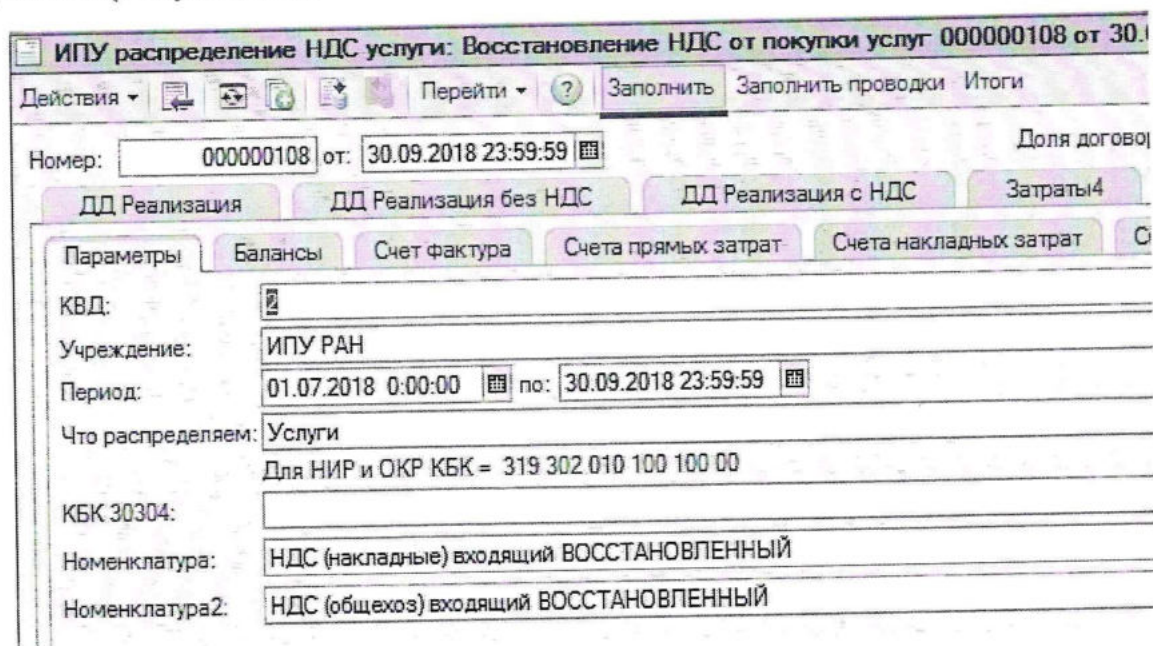 ИПУ распределение НДС услуги: Восстановление НДС от покупки услуг 000000108 от 30.
Действия Перейти ? Заполнить Заполнить проводки Итоги
Номер: 000000108 от: 30.09.2018 23:59:59 Доля догово
ДД Реализация ДД Реализация без НДС ДД Реализация с НДС Затраты4
Параметры Балансы Счет фактура Счета прямых затрат Счета накладных затрат
КВД: 2
Учреждение: ИПУ РАН
Период: 01.07.2018 0:00:00 по: 30.09.2018 23:59:59
Что распределяем: Услуги
Для НИР и ОКР КБК = 319 302 010 100 100 00
КБК 30304:
Номенклатура: НДС (накладные) входящий ВОССТАНОВЛЕННЫЙ
Номенклатура2: НДС (общехоз) входящий ВОССТАНОВЛЕННЫЙ